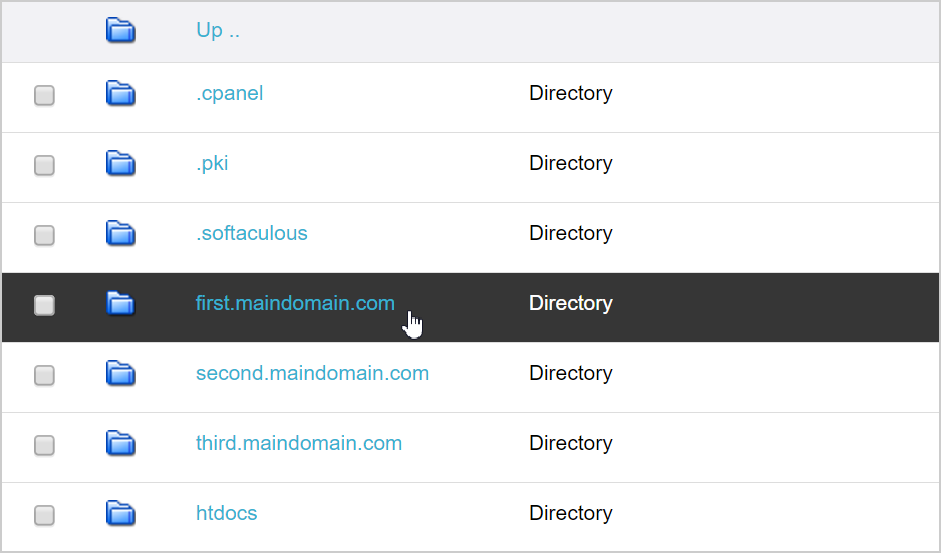 Up ..
.cpanel Directory
.pki Directory
.softaculous Directory
first.maindomain.com Directory
second.maindomain.com Directory
third.maindomain.com Directory
htdocs Directory